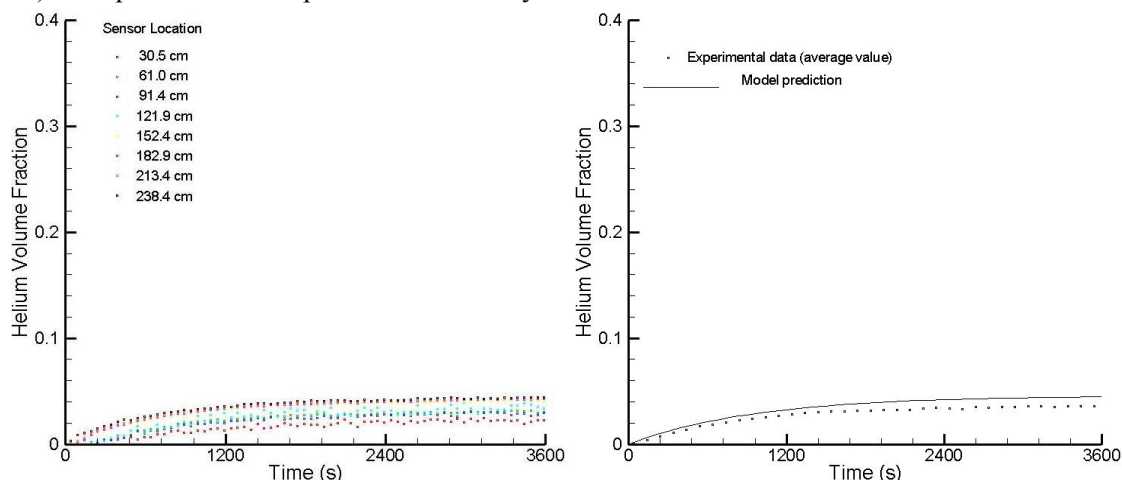 Sensor Location
30.5 cm
61.0 cm
91.4 cm
121.9 cm
152.4 cm
182.9 cm
213.4 cm
238.4 cm
0.4
0.3
0.2
0.1
0
Helium Volume Fraction
0 1200 2400 3600
Time (s)
Experimental data (average value)
Model prediction
0.4
0.3
0.2
0.1
0
Helium Volume Fraction
0 1200 2400 3600
Time (s)